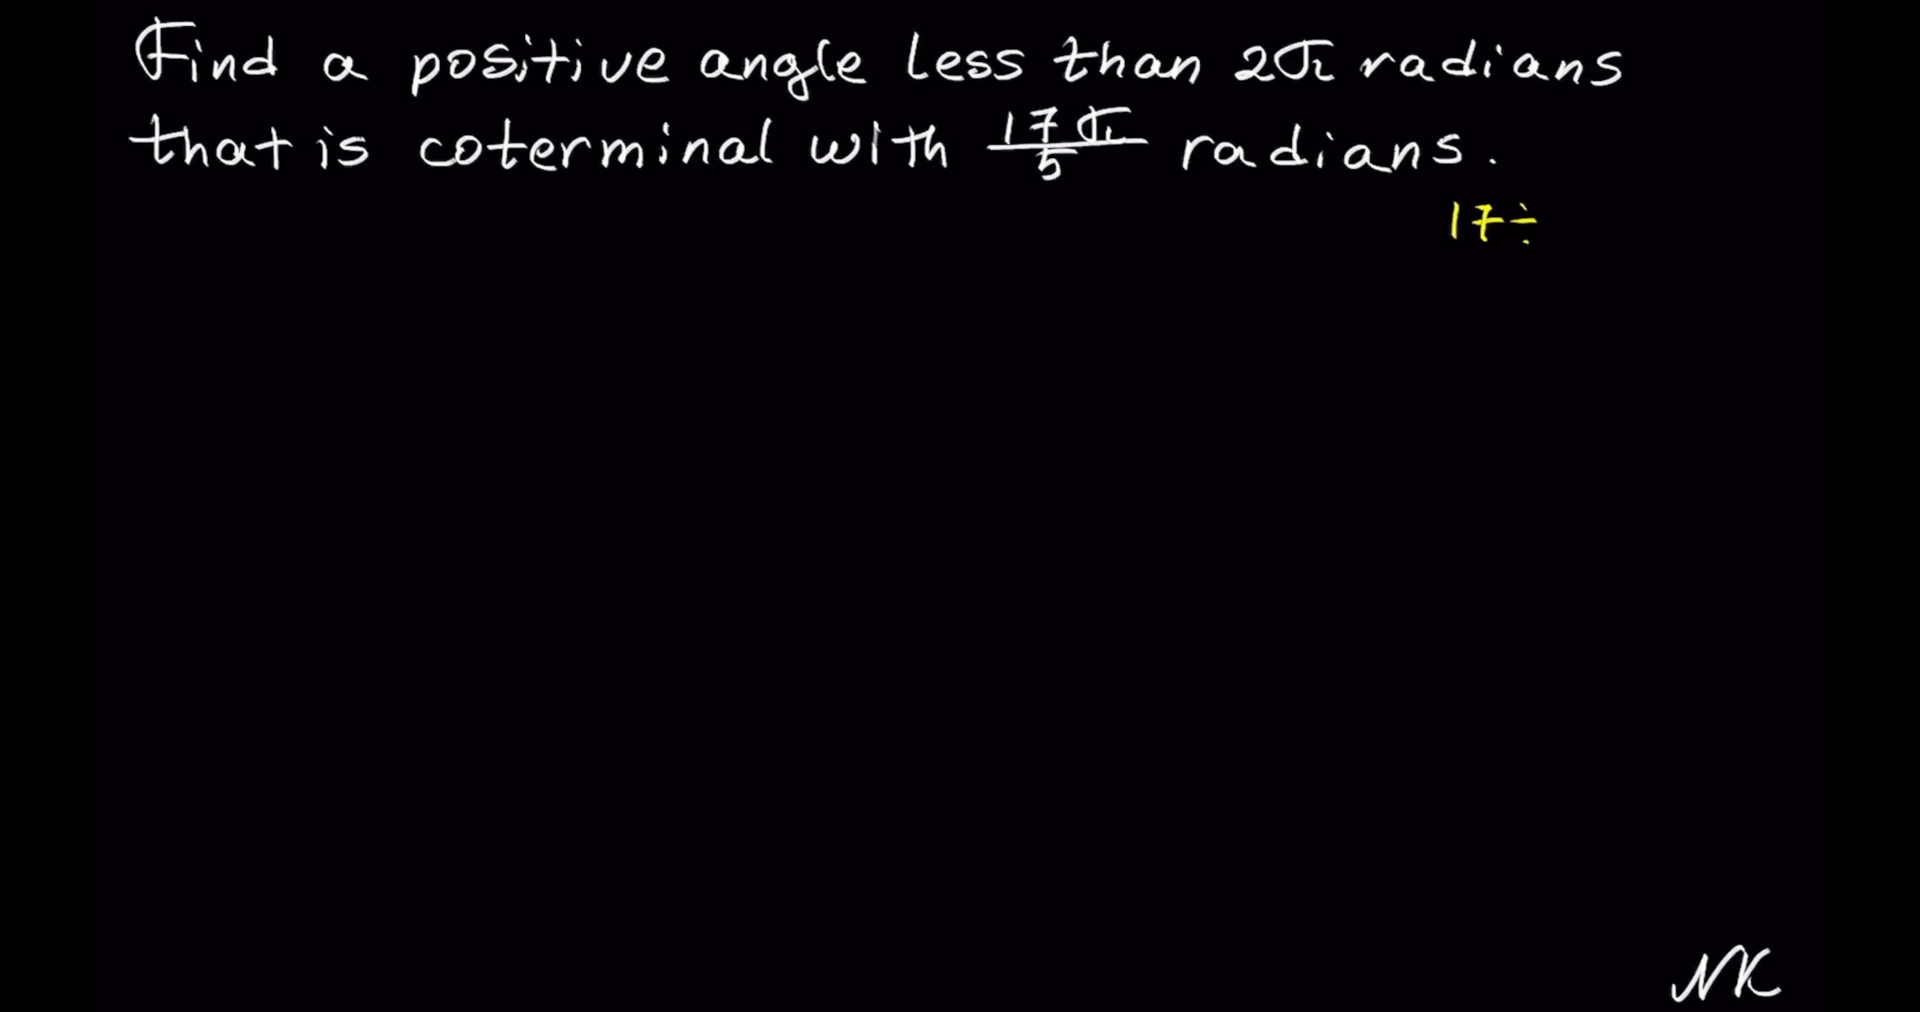 Find a positive angle less than 2π radians
that is coterminal with 17π/5 radians.
17÷
NK